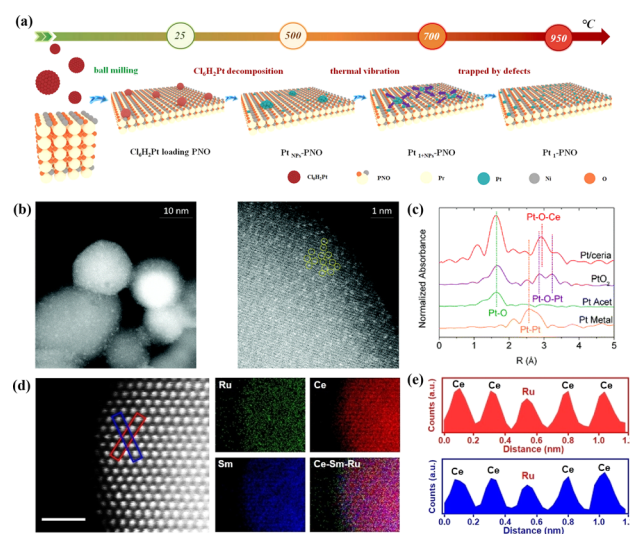 (a)
°C
25
500
700
950
ball milling
Cl₆H₂Pt decomposition
thermal vibration
trapped by defects
Cl₆H₂Pt loading PNO
Pt NPs-PNO
Pt 1+NPs-PNO
Pt 1-PNO
Cl₆H₂Pt
PNO
Pr
Pt
Ni
O
(b)
10 nm
1 nm
(c)
Normalized Absorbance
Pt-O-Ce
Pt/ceria
PtO₂
Pt-O-Pt
Pt Acet
Pt-O
Pt-Pt
Pt Metal
0 1 2 3 4 5
R (Å)
(d)
Ru
Ce
Sm
Ce-Sm-Ru
(e)
Counts (a.u.)
Ce Ce Ru Ce Ce
0.0 0.2 0.4 0.6 0.8 1.0 1.
Distance (nm)
Counts (a.u.)
Ce Ce Ru Ce Ce
0.0 0.2 0.4 0.6 0.8 1.0 1.
Distance (nm)